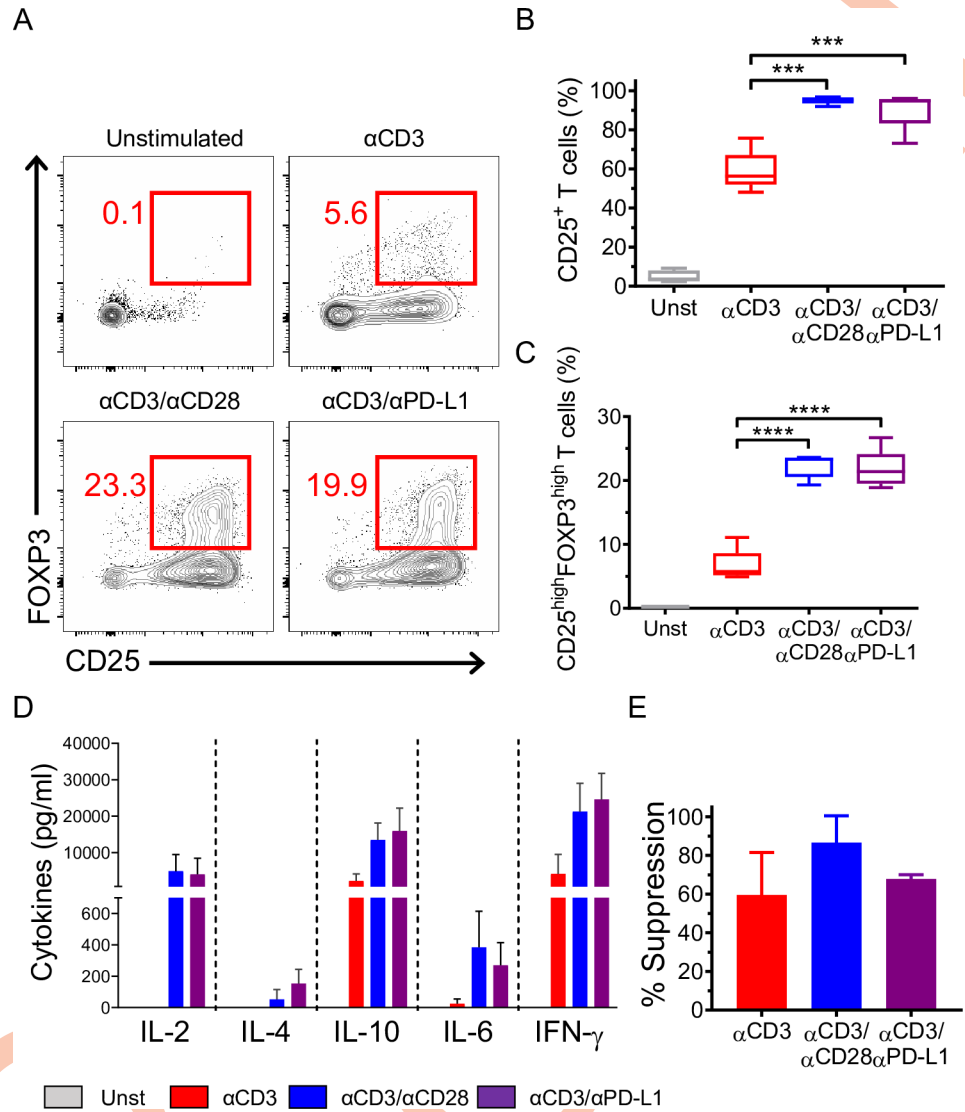 A
Unstimulated
αCD3
0.1
5.6
αCD3/αCD28
αCD3/αPD-L1
23.3
19.9
FOXP3
CD25
B
CD25⁺ T cells (%)
100
80
60
40
20
0
***
***
Unst
αCD3
αCD3/
αCD28
αCD3/
αPD-L1
C
CD25ʰⁱᵍʰFOXP3ʰⁱᵍʰ T cells (%)
30
20
10
0
****
****
Unst
αCD3
αCD3/
αCD28
αCD3/
αPD-L1
D
Cytokines (pg/ml)
40000
30000
20000
10000
600
400
200
0
IL-2
IL-4
IL-10
IL-6
IFN-γ
E
% Suppression
100
80
60
40
20
0
αCD3
αCD3/
αCD28
αCD3/
αPD-L1
Unst
αCD3
αCD3/αCD28
αCD3/αPD-L1